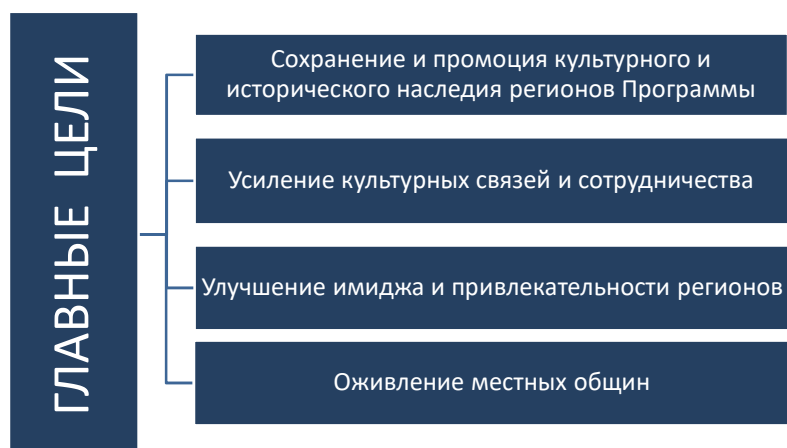 ГЛАВНЫЕ ЦЕЛИ
Сохранение и промоция культурного и
исторического наследия регионов Программы
Усиление культурных связей и сотрудничества
Улучшение имиджа и привлекательности регионов
Оживление местных общин